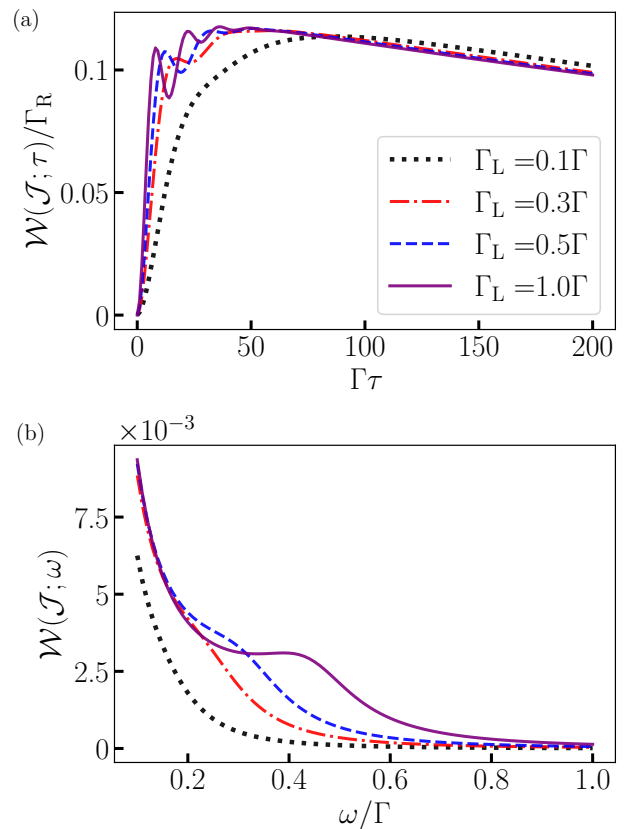 (a)
𝒲(𝒥; τ)/Γ_R
0.1
0.05
0
Γ_L =0.1Γ
Γ_L =0.3Γ
Γ_L =0.5Γ
Γ_L =1.0Γ
0 50 100 150 200
Γτ
(b)
×10⁻³
𝒲(𝒥; ω)
7.5
5
2.5
0
0.2 0.4 0.6 0.8 1.0
ω/Γ